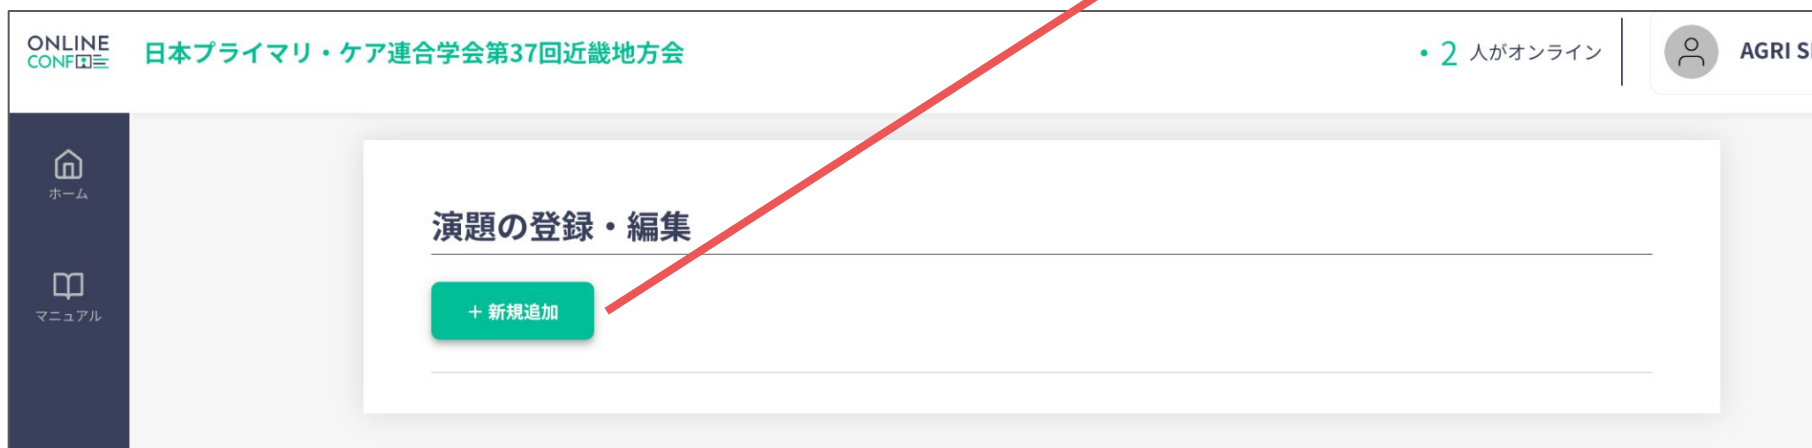 ONLINE
CONF
日本プライマリ・ケア連合学会第37回近畿地方会
・2 人がオンライン
AGRI
ホーム
マニュアル
演題の登録・編集
＋新規追加